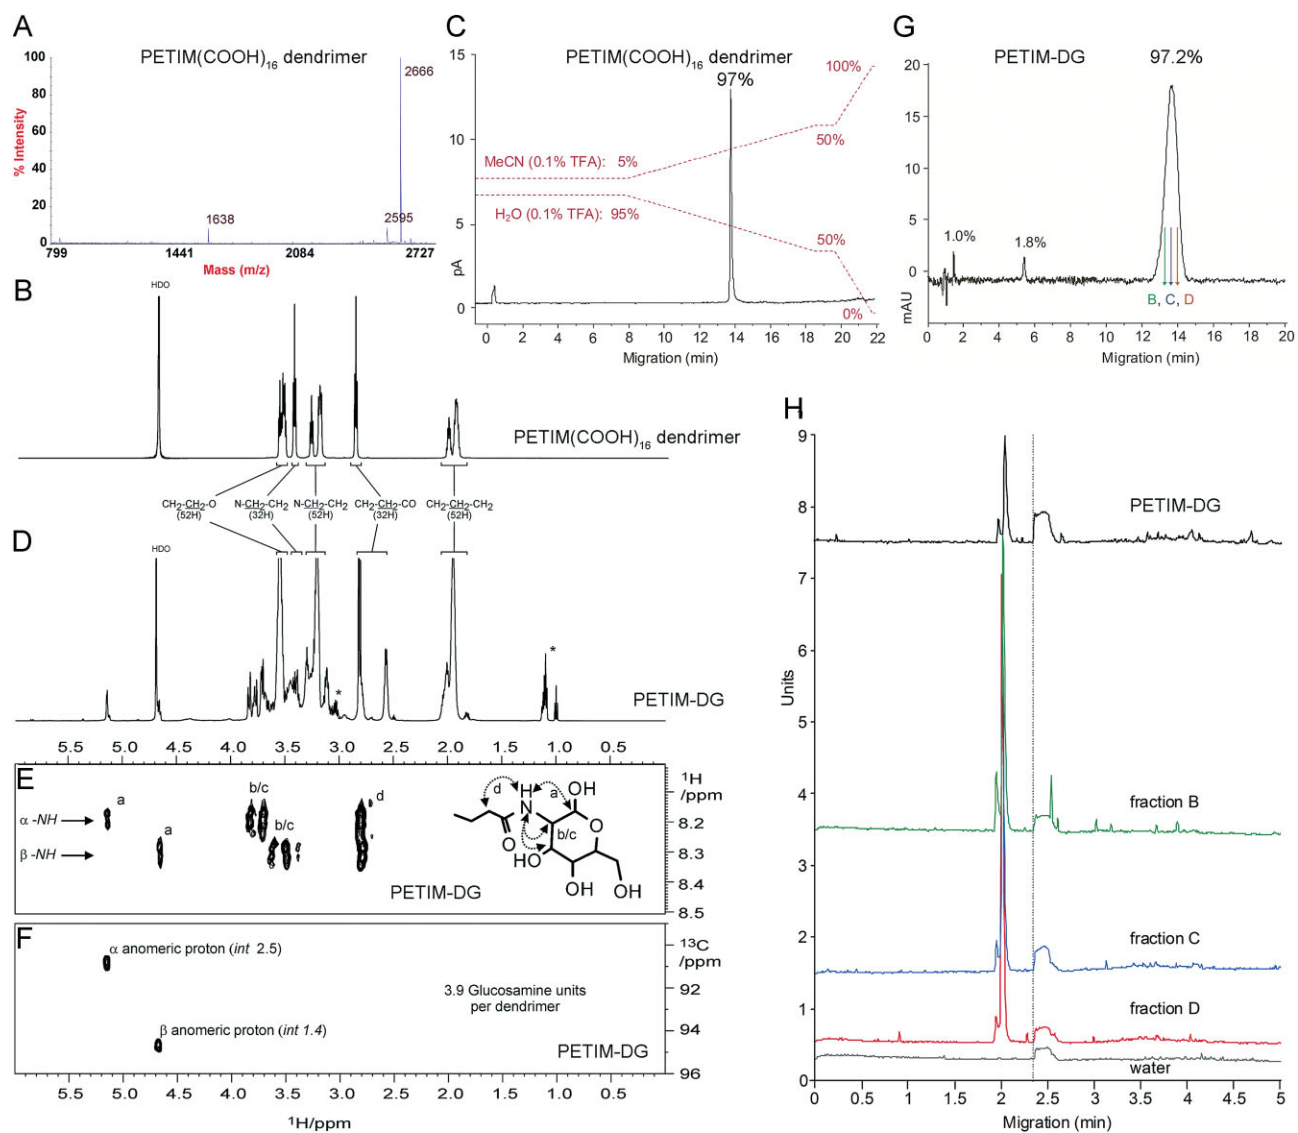 A
PETIM(COOH)16 dendrimer
100
80
60
40
20
0
% Intensity
2666
1638
2595
799
1441
2084
2727
Mass (m/z)
B
HDO
PETIM(COOH)16 dendrimer
CH2-CH2-O
(52H)
N-CH2-CH2
(32H)
N-CH2-CH2
(52H)
CH2-CH2-CO
(32H)
CH2-CH2-CH2
(52H)
C
PETIM(COOH)16 dendrimer
97%
100%
50%
MeCN (0.1% TFA): 5%
H2O (0.1% TFA): 95%
50%
0%
15
10
5
0
pA
0
2
4
6
8
10
12
14
16
18
20
22
Migration (min)
D
HDO
*
*
PETIM-DG
5.5
5.0
4.5
4.0
3.5
3.0
2.5
2.0
1.5
1.0
0.5
E
a
b/c
d
α -NH
a
b/c
β -NH
PETIM-DG
d
a
b/c
H
N
O
OH
O
HO
OH
OH
1H
/ppm
8.2
8.3
8.4
8.5
F
α anomeric proton (int 2.5)
3.9 Glucosamine units
per dendrimer
β anomeric proton (int 1.4)
PETIM-DG
13C
/ppm
92
94
96
5.5
5.0
4.5
4.0
3.5
3.0
2.5
2.0
1.5
1.0
0.5
1H/ppm
G
PETIM-DG
97.2%
1.0%
1.8%
B, C, D
20
15
10
5
0
mAU
0
2
4
6
8
10
12
14
16
18
20
Migration (min)
H
PETIM-DG
fraction B
fraction C
fraction D
water
9
8
7
6
5
4
3
2
1
0
Units
0
1
1.5
2
2.5
3
3.5
4
4.5
5
Migration (min)